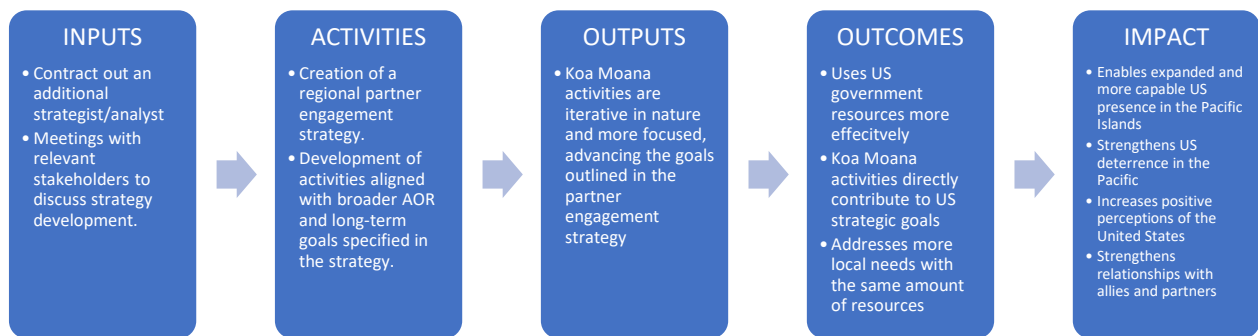 INPUTS
• Contract out an
additional
strategist/analyst
• Meetings with
relevant
stakeholders to
discuss strategy
development.
ACTIVITIES
• Creation of a
regional partner
engagement
strategy.
• Development of
activities aligned
with broader AOR
and long-term
goals specified in
the strategy.
OUTPUTS
• Koa Moana
activities are
iterative in nature
and more focused,
advancing the goals
outlined in the
partner
engagement
strategy
OUTCOMES
• Uses US
government
resources more
effecitvely
• Koa Moana
activities directly
contribute to US
strategic goals
• Addresses more
local needs with
the same amount
of resources
IMPACT
• Enables expanded and
more capable US
presence in the Pacific
Islands
• Strengthens US
deterrence in the
Pacific
• Increases positive
perceptions of the
United States
• Strengthens
relationships with
allies and partners